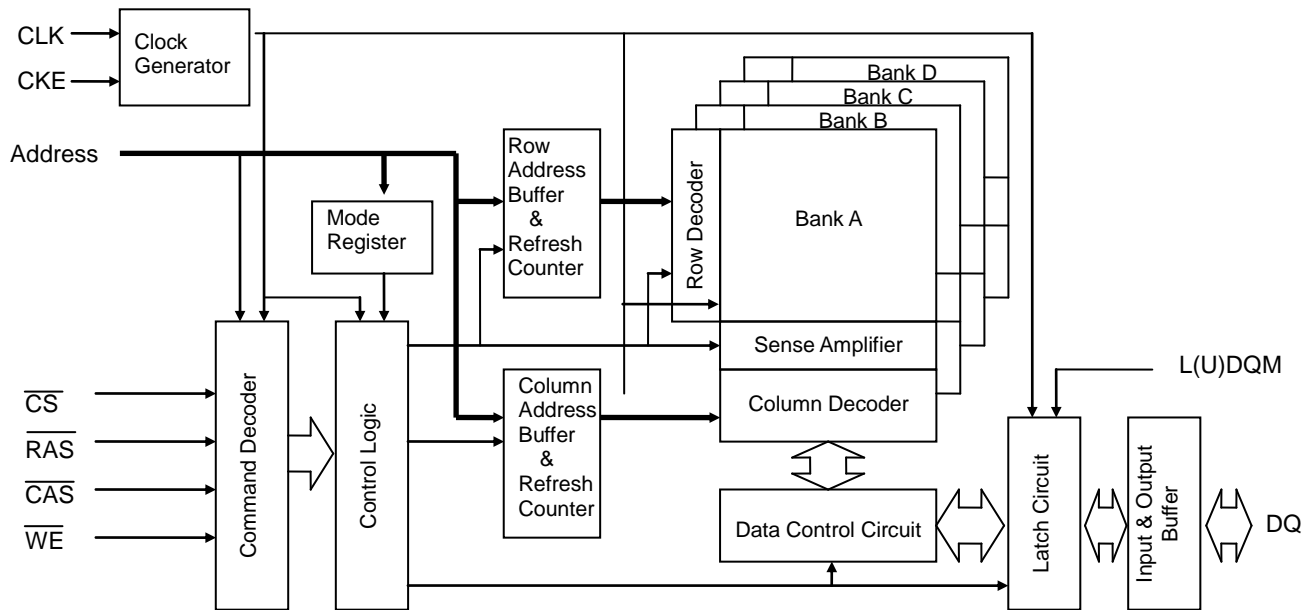 CLK
CKE
Clock
Generator
Address
Mode
Register
Row
Address
Buffer
&
Refresh
Counter
Bank D
Bank C
Bank B
Row Decoder
Bank A
Sense Amplifier
Column Decoder
Column
Address
Buffer
&
Refresh
Counter
CS
RAS
CAS
WE
Command Decoder
Control Logic
Data Control Circuit
L(U)DQM
Latch Circuit
Input & Output
Buffer
DQ